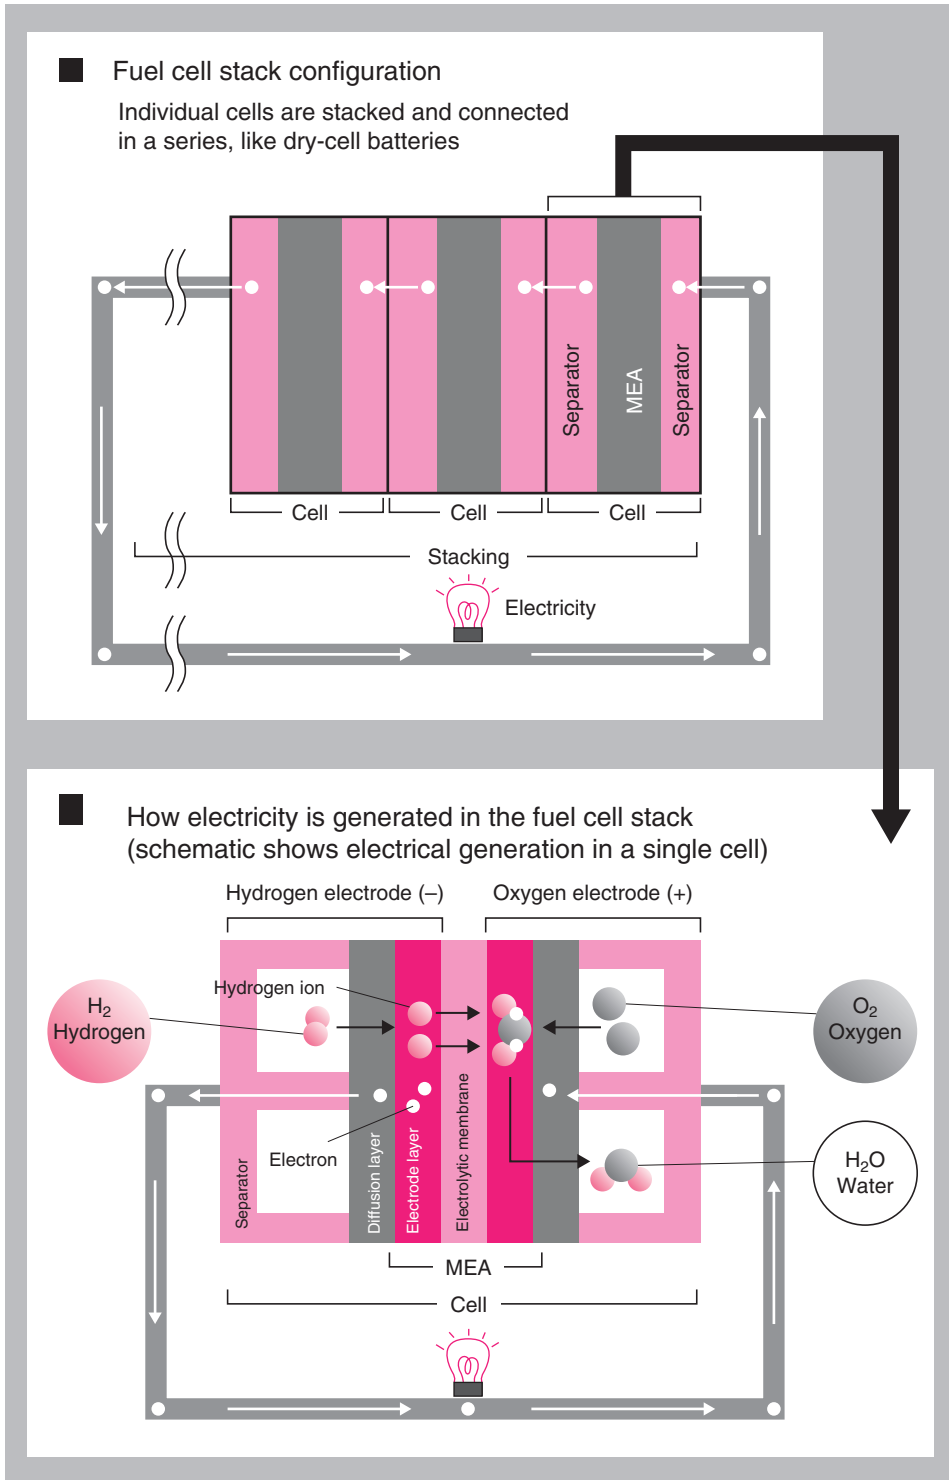 Fuel cell stack configuration
Individual cells are stacked and connected
in a series, like dry-cell batteries
Separator
MEA
Separator
Cell
Cell
Cell
Stacking
Electricity
How electricity is generated in the fuel cell stack
(schematic shows electrical generation in a single cell)
Hydrogen electrode (–)
Oxygen electrode (+)
Hydrogen ion
H₂
Hydrogen
O₂
Oxygen
Electron
Separator
Diffusion layer
Electrode layer
Electrolytic membrane
H₂O
Water
MEA
Cell